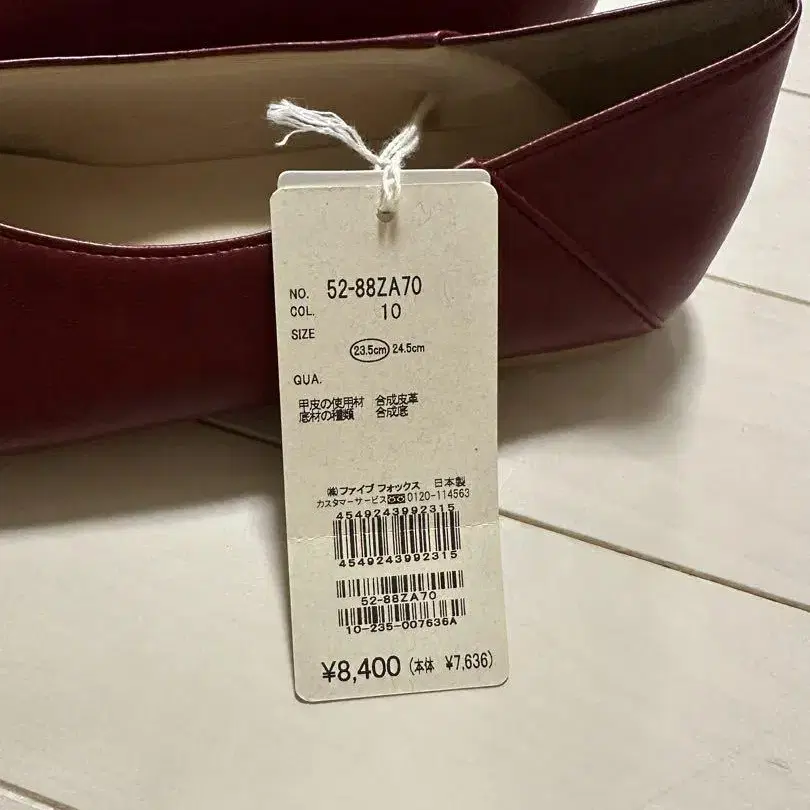 NO. 52-88ZA70
COL. 10
SIZE
23.5cm 24.5cm
QUA.
甲皮の使用材 合成皮革
底材の種類 合成底
㈱ファイブ フォックス 日本製
カスタマーサービス 0120-114563
4549243992315
4549243992315
52-88ZA70
10-235-007636A
¥8,400 (本体 ¥7,636)